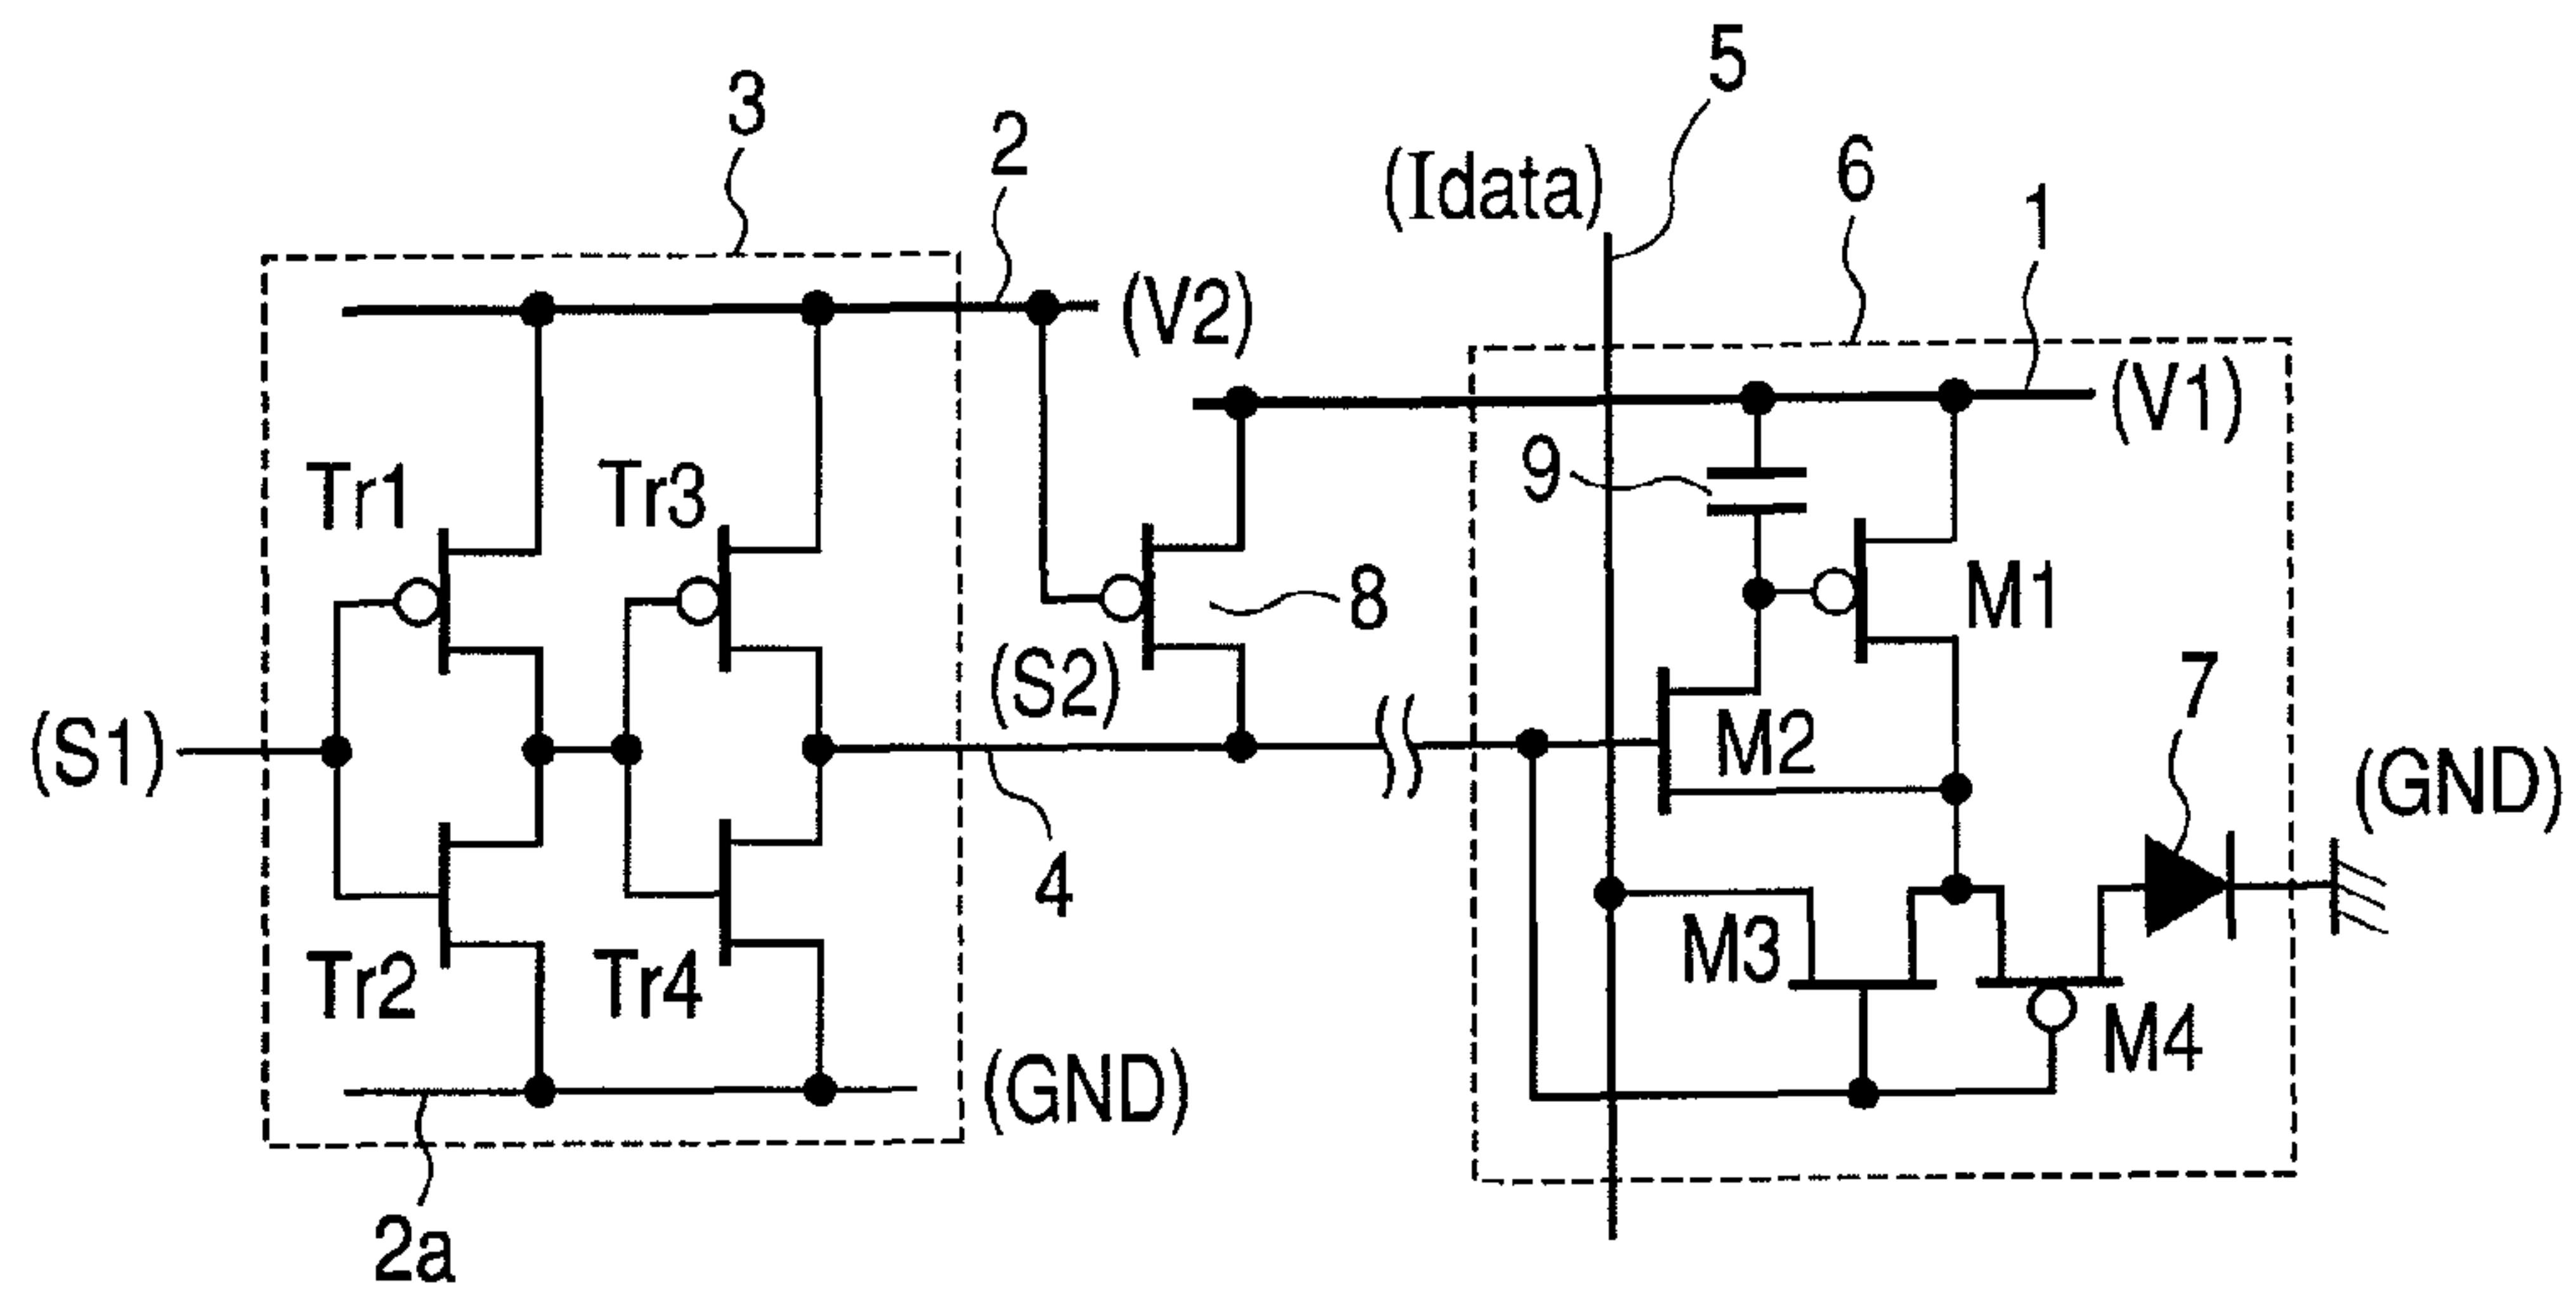 5
3
2
(Idata)
6
1
(V2)
(V1)
Tr1
Tr3
9
8
M1
(S2)
7
(S1)
M2
(GND)
4
M3
Tr2
Tr4
M4
(GND)
2a